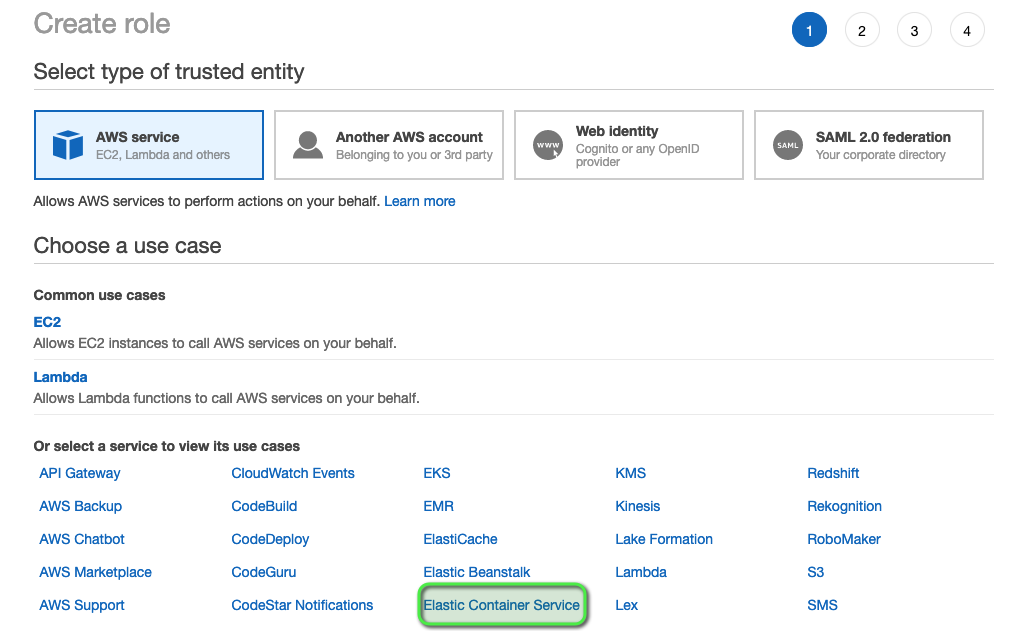 Create role
1 2 3 4
Select type of trusted entity
AWS service
EC2, Lambda and others
Another AWS account
Belonging to you or 3rd party
WWW
Web identity
Cognito or any OpenID
provider
SAML
SAML 2.0 federation
Your corporate directory
Allows AWS services to perform actions on your behalf. Learn more
Choose a use case
Common use cases
EC2
Allows EC2 instances to call AWS services on your behalf.
Lambda
Allows Lambda functions to call AWS services on your behalf.
Or select a service to view its use cases
API Gateway CloudWatch Events EKS KMS Redshift
AWS Backup CodeBuild EMR Kinesis Rekognition
AWS Chatbot CodeDeploy ElastiCache Lake Formation RoboMaker
AWS Marketplace CodeGuru Elastic Beanstalk Lambda S3
AWS Support CodeStar Notifications Elastic Container Service Lex SMS